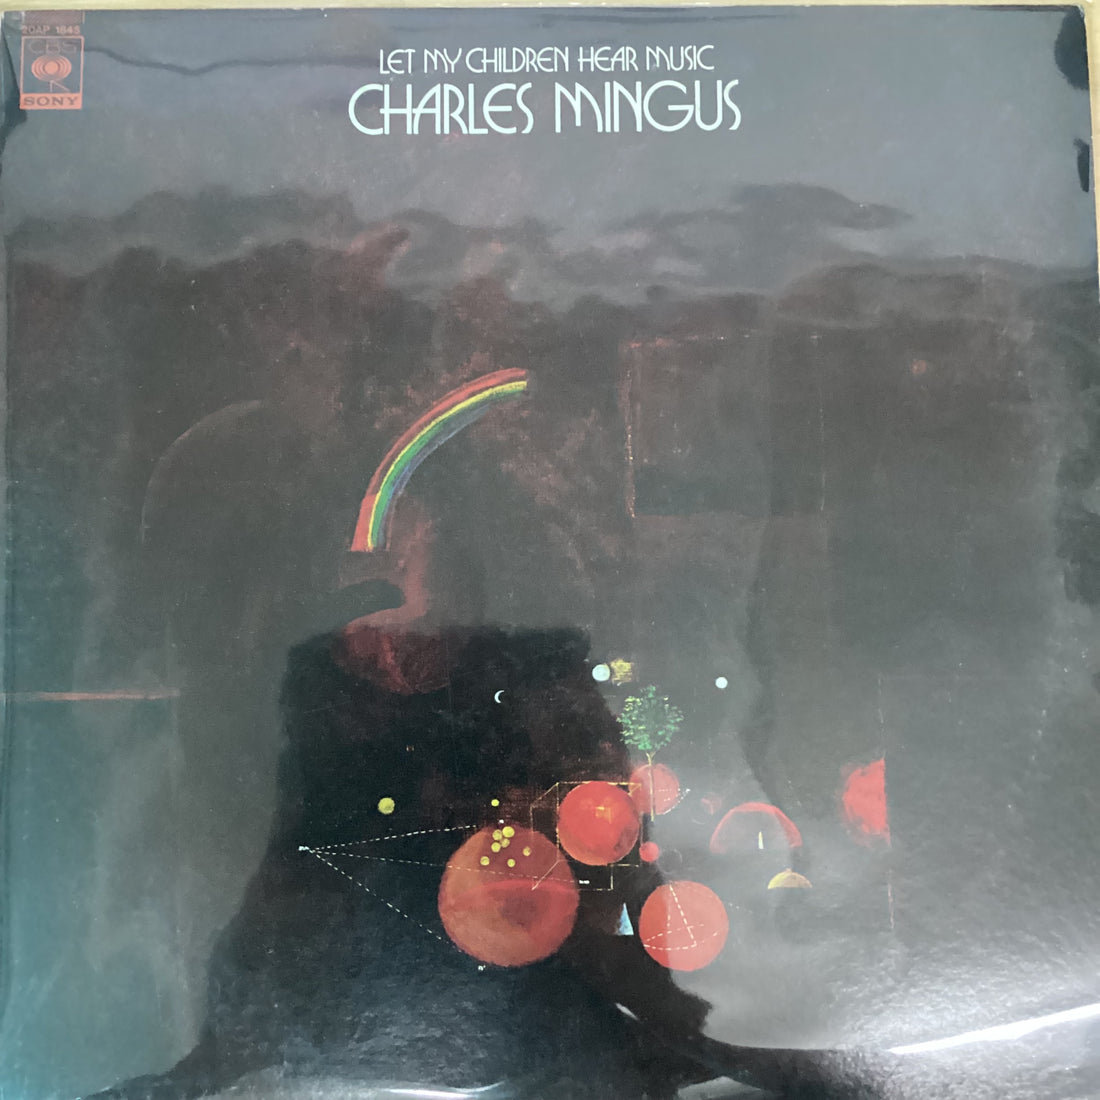 20AP 1845
CBS
SONY
LET MY CHILDREN HEAR MUSIC
CHARLES MINGUS